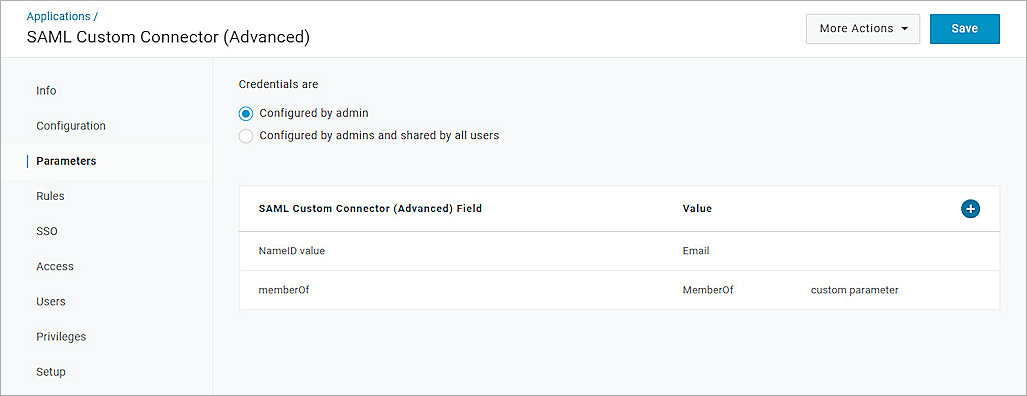 Applications /
SAML Custom Connector (Advanced)
More Actions
Save
Info
Configuration
Parameters
Rules
SSO
Access
Users
Privileges
Setup
Credentials are
Configured by admin
Configured by admins and shared by all users
SAML Custom Connector (Advanced) Field Value
NameID value Email
memberOf MemberOf custom parameter